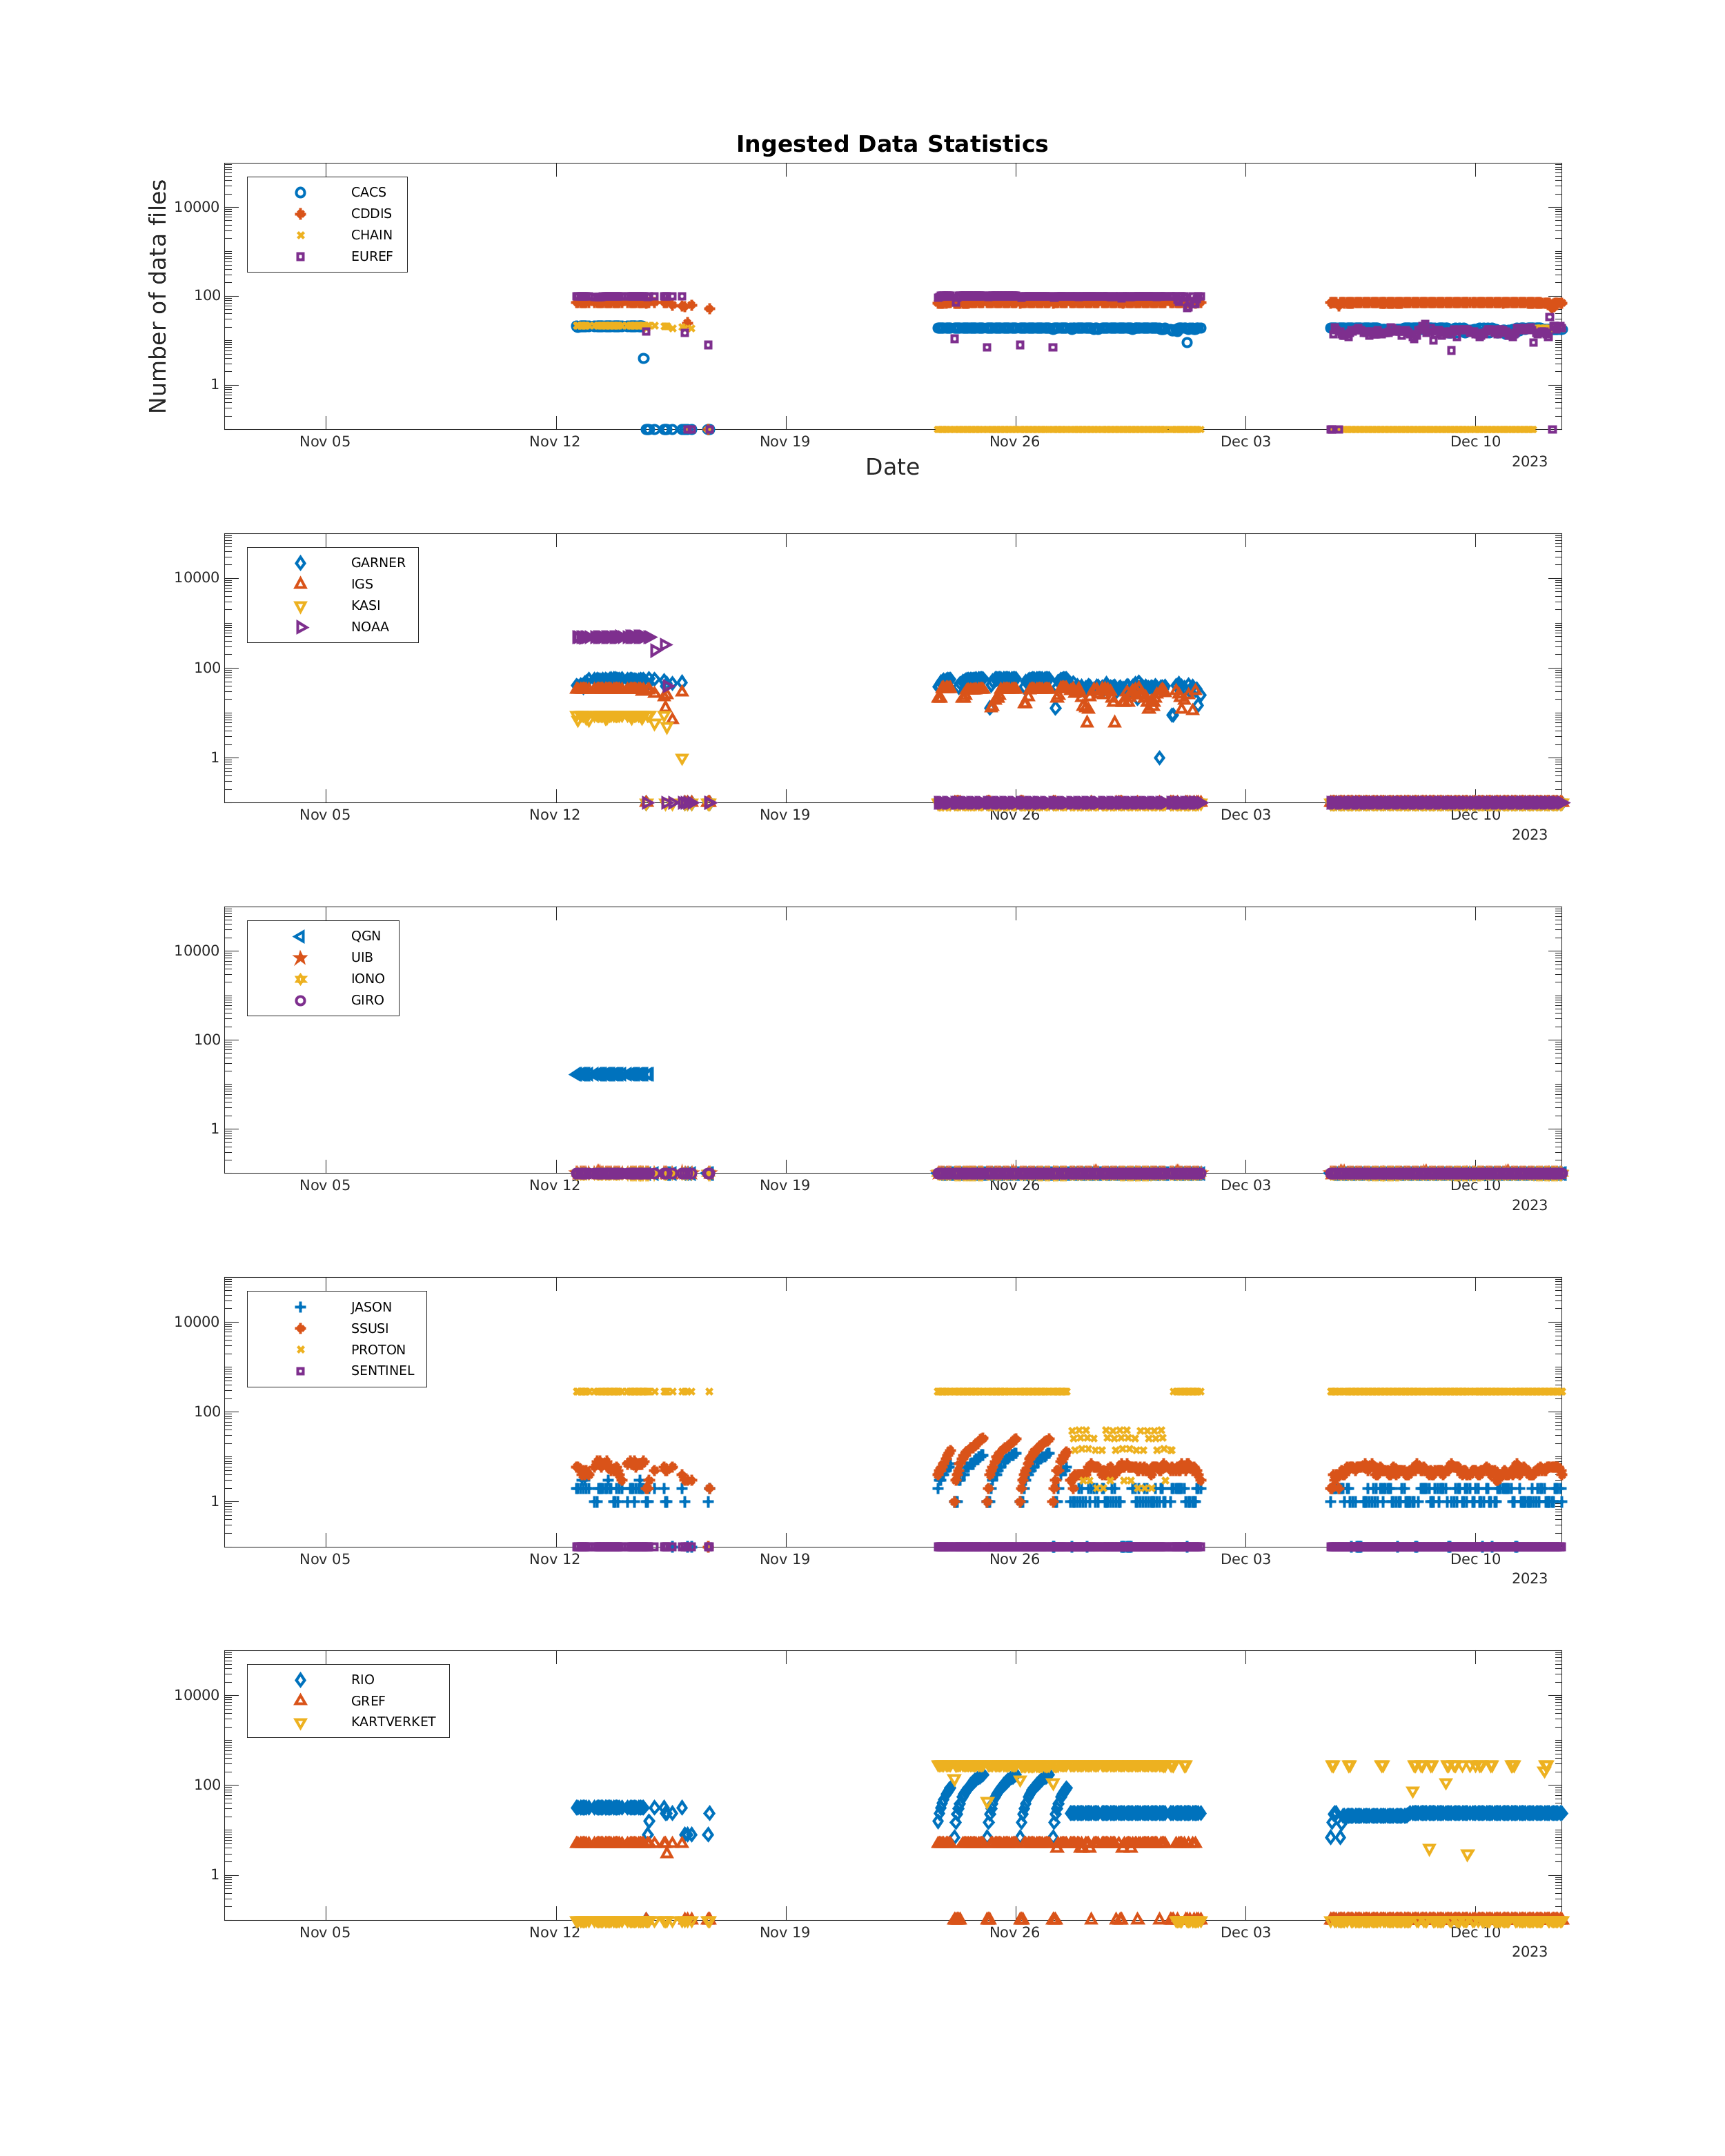 Ingested Data Statistics
Number of data files
CACS
CDDIS
CHAIN
EUREF
10000
100
1
Nov 05 Nov 12 Nov 19 Nov 26 Dec 03 Dec 10
2023
Date
GARNER
IGS
KASI
NOAA
10000
100
1
Nov 05 Nov 12 Nov 19 Nov 26 Dec 03 Dec 10
2023
QGN
UIB
IONO
GIRO
10000
100
1
Nov 05 Nov 12 Nov 19 Nov 26 Dec 03 Dec 10
2023
JASON
SSUSI
PROTON
SENTINEL
10000
100
1
Nov 05 Nov 12 Nov 19 Nov 26 Dec 03 Dec 10
2023
RIO
GREF
KARTVERKET
10000
100
1
Nov 05 Nov 12 Nov 19 Nov 26 Dec 03 Dec 10
2023